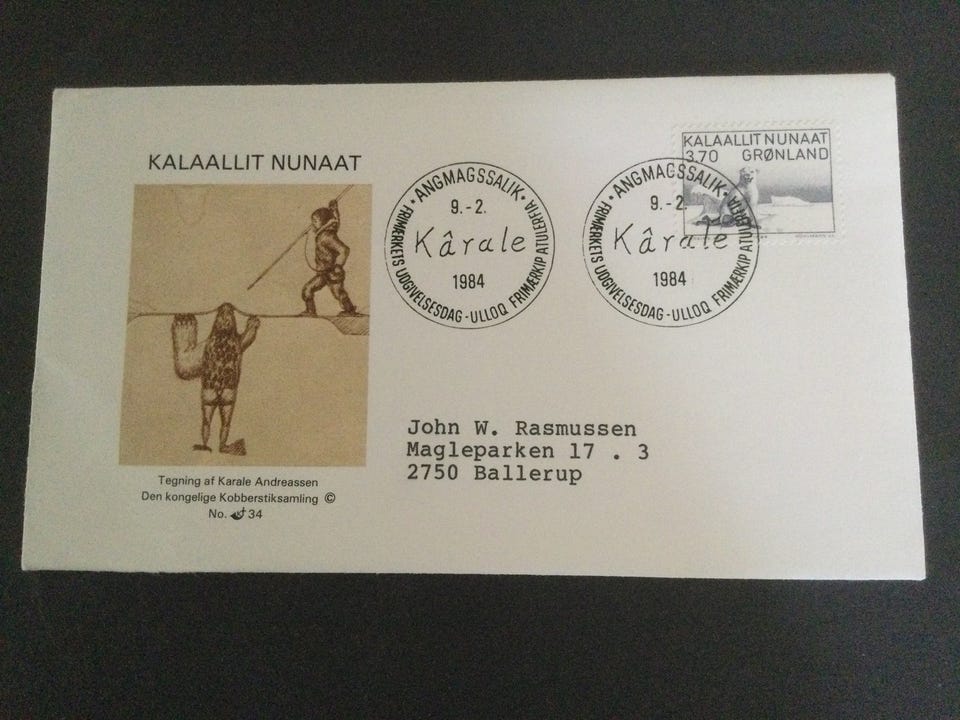 KALAALLIT NUNAAT
KALAALLIT NUNAAT
3,70 GRØNLAND
ANGMAGSSALIK
9.-2.
Kârale
1984
FRIMÆRKETS UDGIVELSESDAG-ULLOQ FRIMÆRKIP ATULERFIA
ANGMAGSSALIK
9.-2.
Kârale
1984
FRIMÆRKETS UDGIVELSESDAG-ULLOQ FRIMÆRKIP ATULERFIA
John W. Rasmussen
Magleparken 17 . 3
2750 Ballerup
Tegning af Karale Andreassen
Den kongelige Kobberstiksamling ©
No. 34